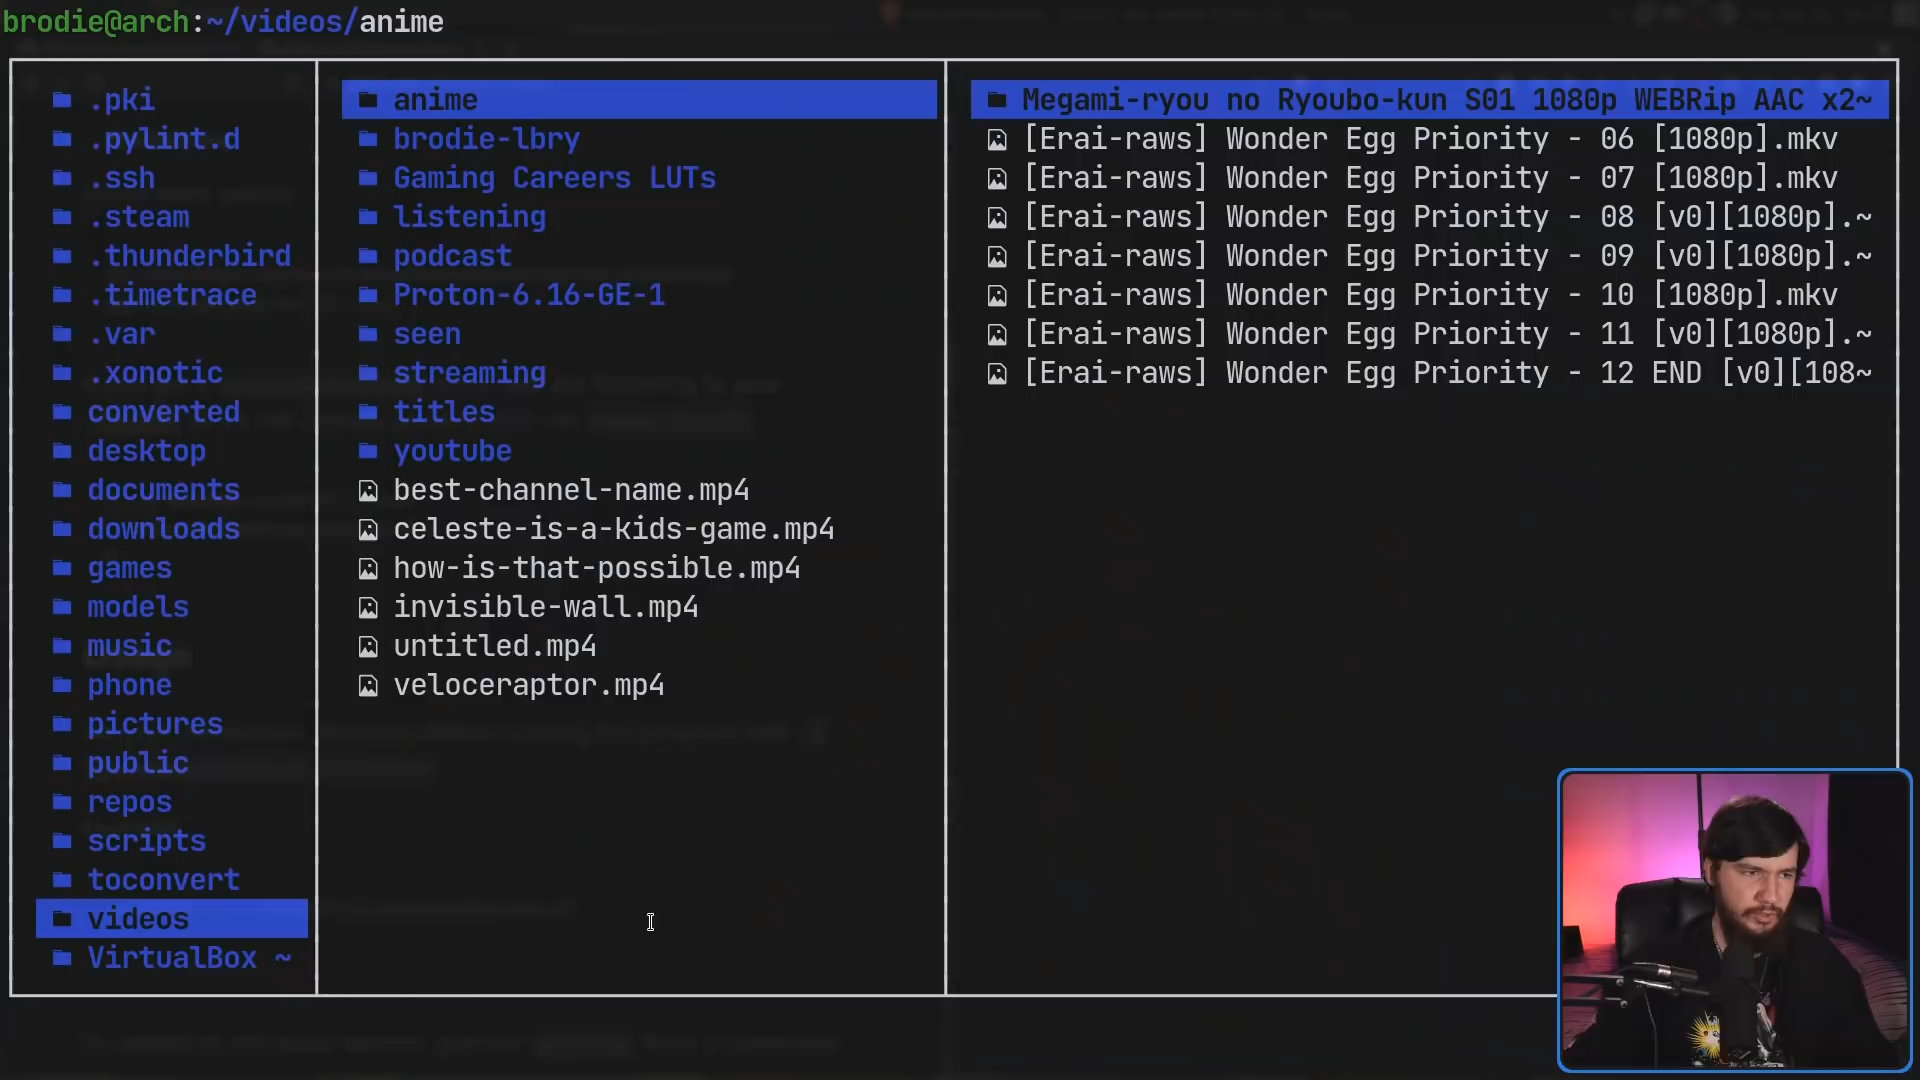 brodie@arch:~/videos/anime
.pki
.pylint.d
.ssh
.steam
.thunderbird
.timetrace
.var
.xonotic
converted
desktop
documents
downloads
games
models
music
phone
pictures
public
repos
scripts
toconvert
videos
VirtualBox ~
anime
brodie-lbry
Gaming Careers LUTs
listening
podcast
Proton-6.16-GE-1
seen
streaming
titles
youtube
best-channel-name.mp4
celeste-is-a-kids-game.mp4
how-is-that-possible.mp4
invisible-wall.mp4
untitled.mp4
veloceraptor.mp4
Megami-ryou no Ryoubo-kun S01 1080p WEBRip AAC x2~
[Erai-raws] Wonder Egg Priority - 06 [1080p].mkv
[Erai-raws] Wonder Egg Priority - 07 [1080p].mkv
[Erai-raws] Wonder Egg Priority - 08 [v0][1080p].~
[Erai-raws] Wonder Egg Priority - 09 [v0][1080p].~
[Erai-raws] Wonder Egg Priority - 10 [1080p].mkv
[Erai-raws] Wonder Egg Priority - 11 [v0][1080p].~
[Erai-raws] Wonder Egg Priority - 12 END [v0][108~